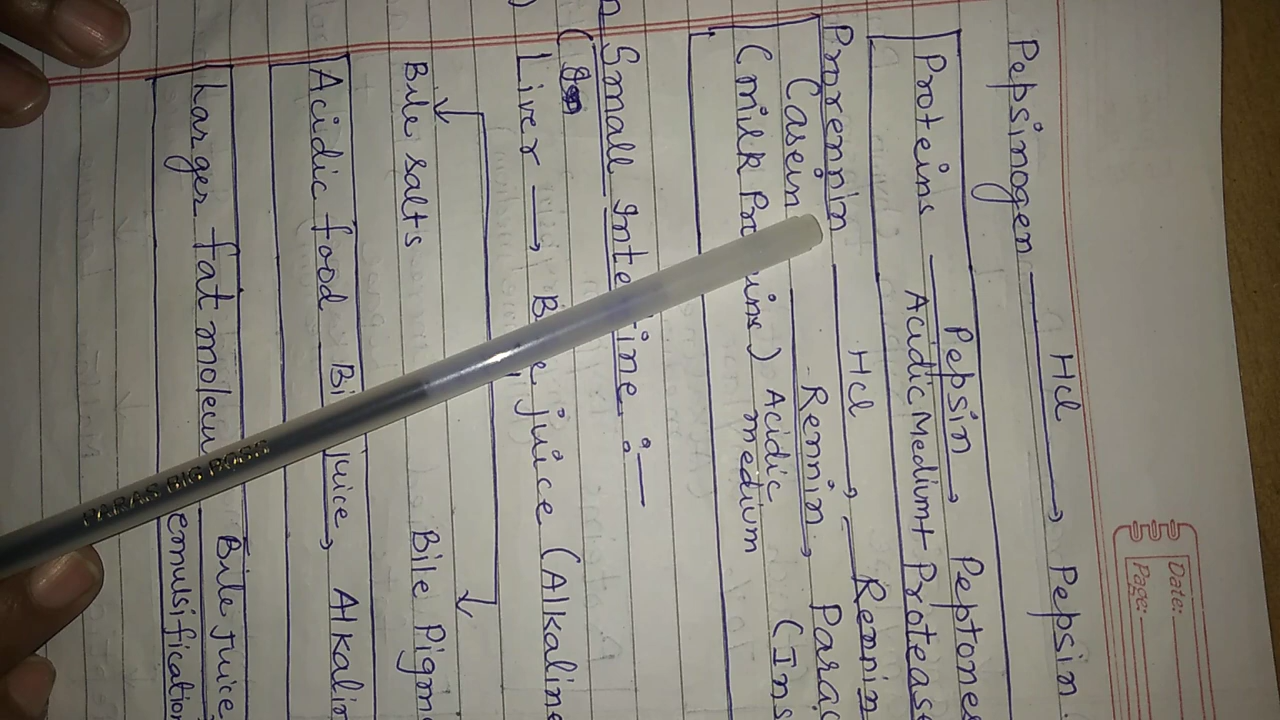 Date:
Page:
Pepsinogen —Hcl→ Pepsin
Proteins —Pepsin→ Peptones
Acidic Medium + Protease
Prorennin —Hcl→ Rennin
Casein —Rennin→ Parac
(Milk Pr eins) Acidic medium (Ins
Small Inte ine :—
Liver → B e juice (Alkaline
Bile salts Bile Pigm
Acidic food Bi juice→ Alkalin
Larger fat molecu Bile juice
emulsification
PARAS BIG BOSS